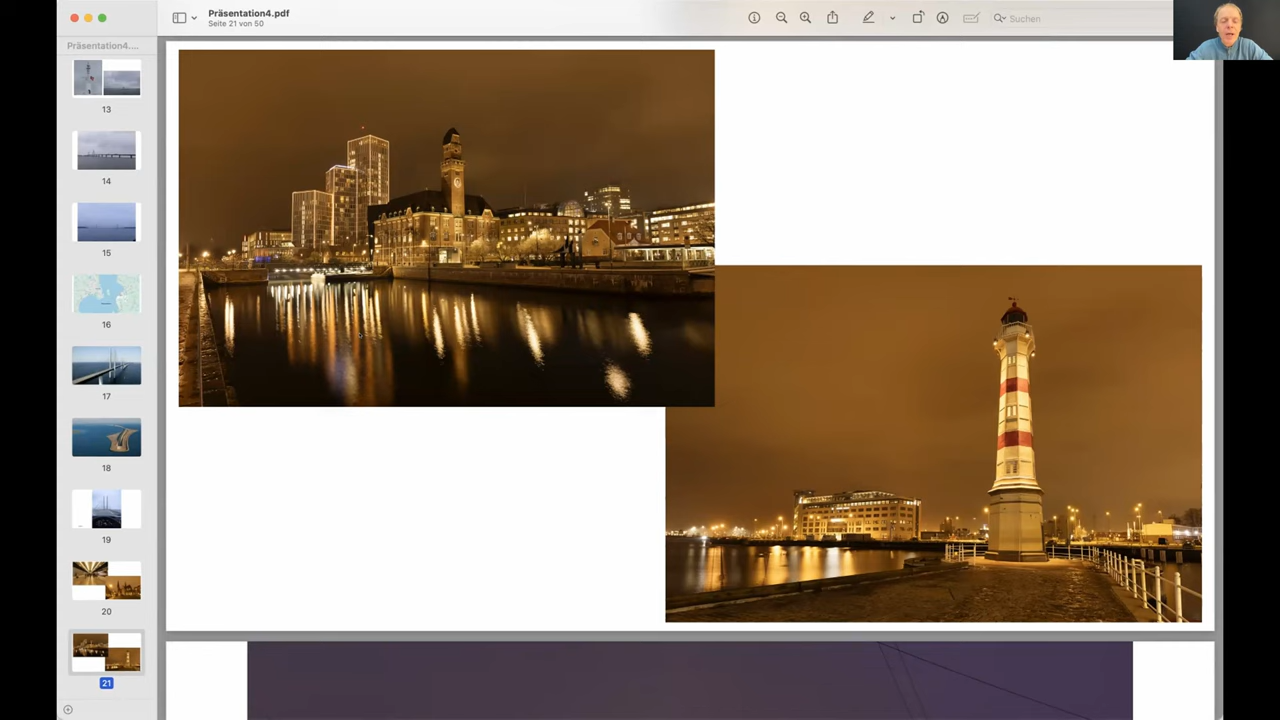 Präsentation4.pdf
Seite 21 von 50
Suchen
Präsentation4....
13
14
15
16
17
18
19
20
21